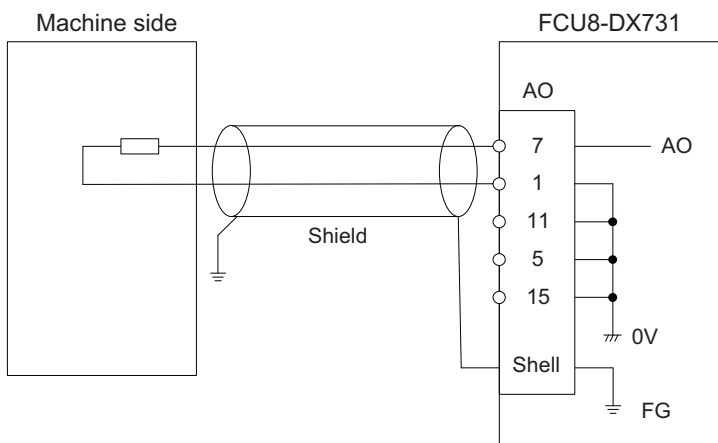 Machine side
FCU8-DX731
AO
7
AO
1
11
Shield
5
15
0V
Shell
FG